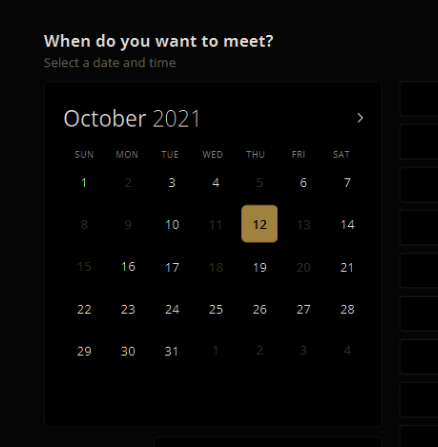 When do you want to meet?
Select a date and time
October 2021
SUN MON TUE WED THU FRI SAT
1 2 3 4 5 6 7
8 9 10 11 12 13 14
15 16 17 18 19 20 21
22 23 24 25 26 27 28
29 30 31 1 2 3 4